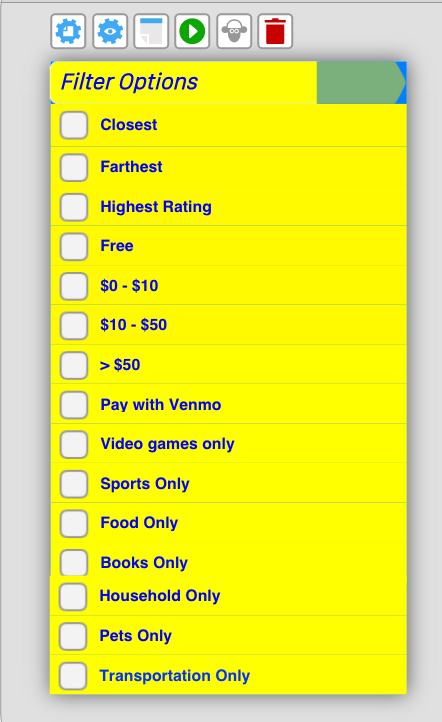 Filter Options
Closest
Farthest
Highest Rating
Free
$0 - $10
$10 - $50
> $50
Pay with Venmo
Video games only
Sports Only
Food Only
Books Only
Household Only
Pets Only
Transportation Only